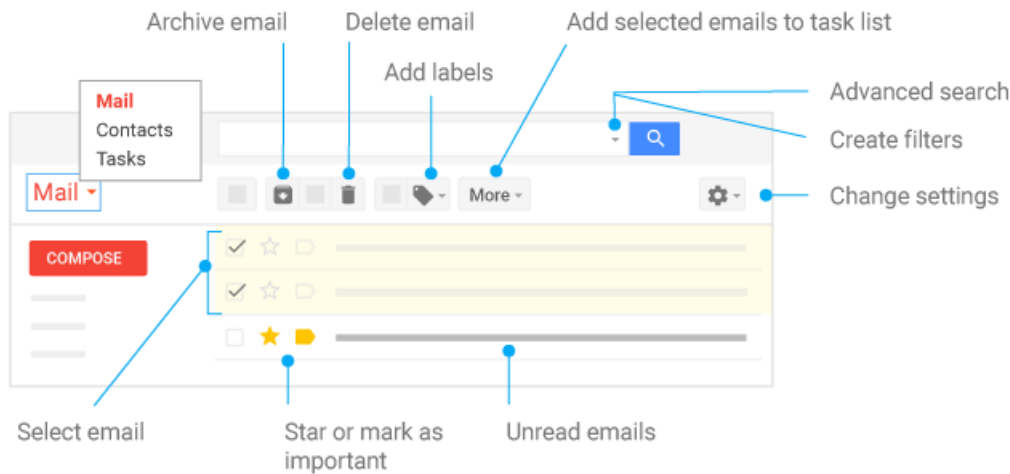 Archive email
Delete email
Add selected emails to task list
Add labels
Advanced search
Create filters
Mail
Contacts
Tasks
Mail
More
Change settings
COMPOSE
Select email
Star or mark as
important
Unread emails